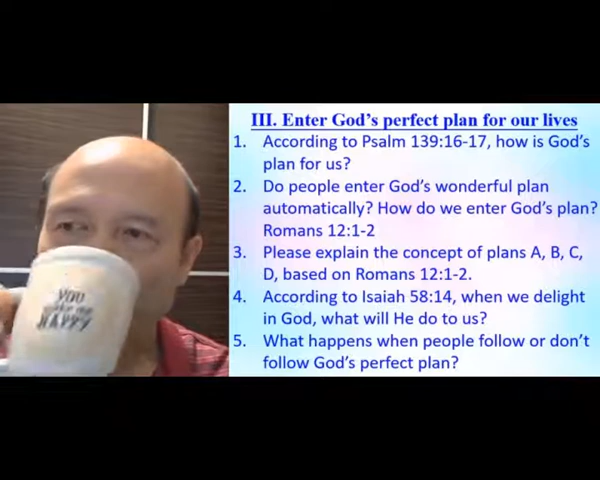 YOU
HAPPY
III. Enter God's perfect plan for our lives
1. According to Psalm 139:16-17, how is God's
plan for us?
2. Do people enter God's wonderful plan
automatically? How do we enter God's plan?
Romans 12:1-2
3. Please explain the concept of plans A, B, C,
D, based on Romans 12:1-2.
4. According to Isaiah 58:14, when we delight
in God, what will He do to us?
5. What happens when people follow or don't
follow God's perfect plan?